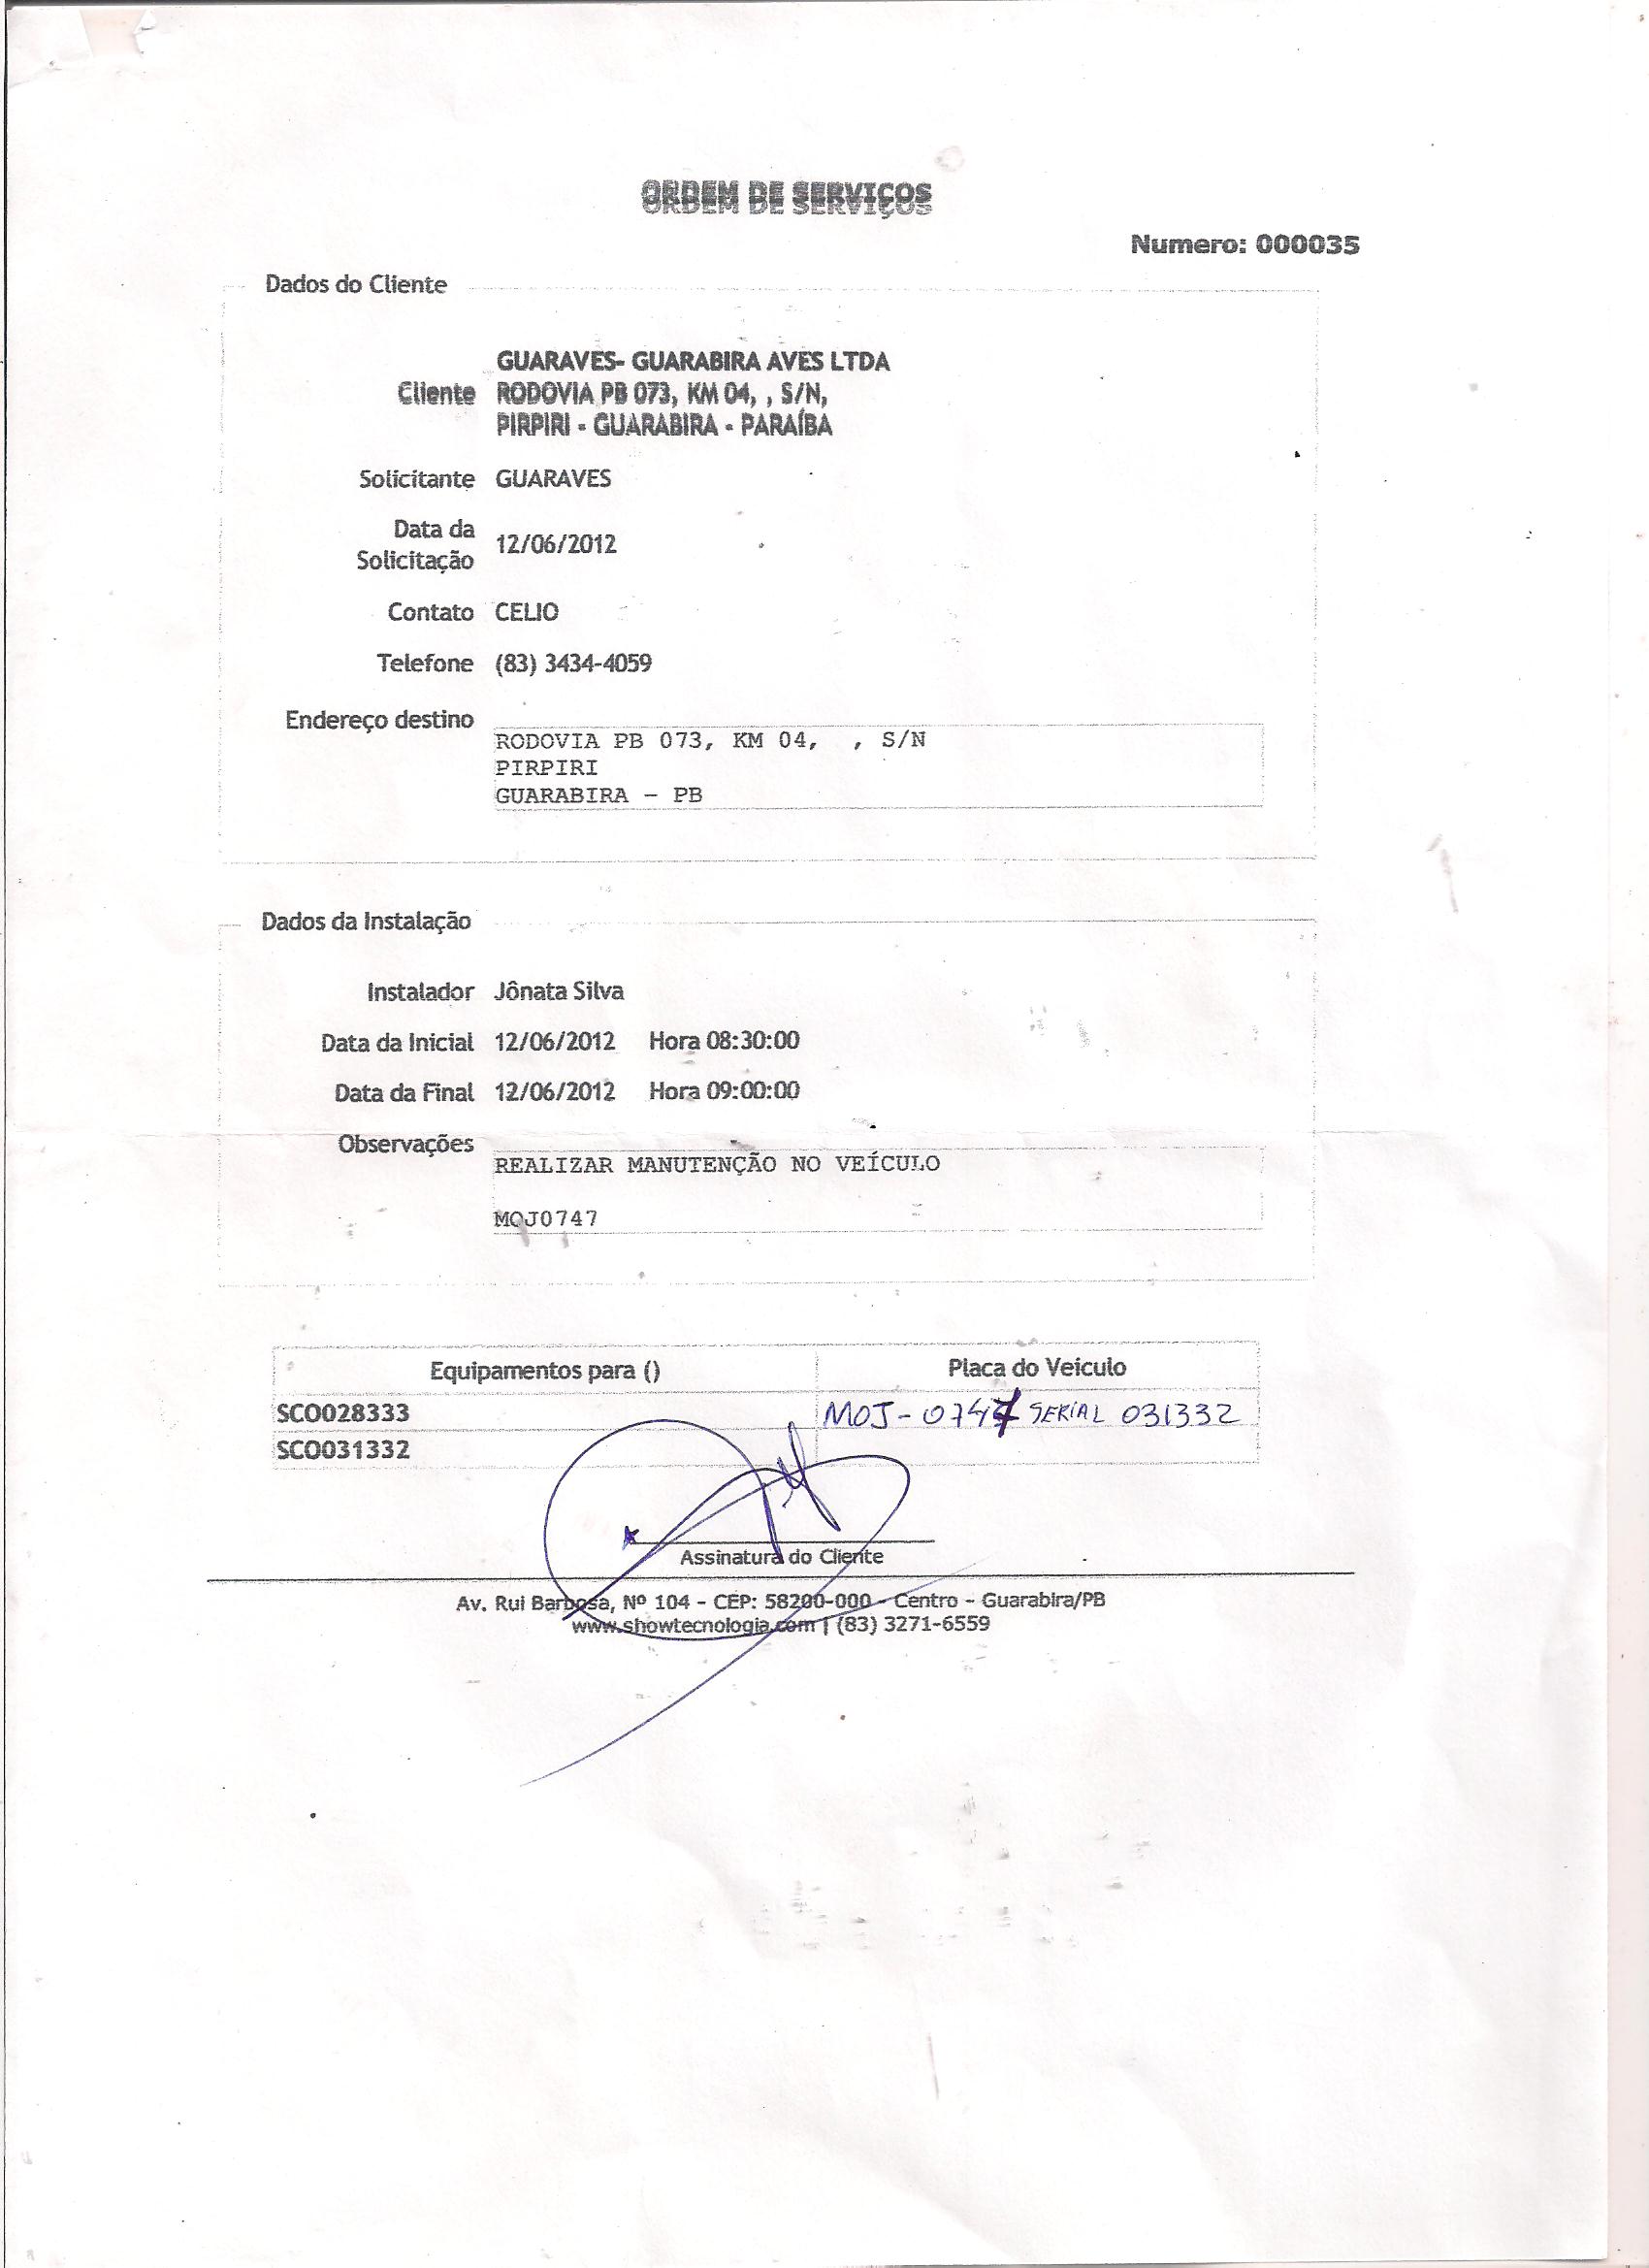 ORDEM DE SERVIÇOS
Numero: 000035
Dados do Cliente
GUARAVES- GUARABIRA AVES LTDA
Cliente RODOVIA PB 073, KM 04, , S/N,
PIRPIRI - GUARABIRA - PARAÍBA
Solicitante GUARAVES
Data da
Solicitação 12/06/2012
Contato CELIO
Telefone (83) 3434-4059
Endereço destino
RODOVIA PB 073, KM 04, , S/N
PIRPIRI
GUARABIRA - PB
Dados da Instalação
Instalador Jônata Silva
Data da Inicial 12/06/2012 Hora 08:30:00
Data da Final 12/06/2012 Hora 09:00:00
Observações
REALIZAR MANUTENÇÃO NO VEÍCULO
MOJ0747
Equipamentos para () Placa do Veiculo
SCO028333 MOJ-0747 SERIAL 031332
SCO031332
Assinatura do Cliente
Av. Rui Barbosa, Nº 104 - CEP: 58200-000 - Centro - Guarabira/PB
www.showtecnologia.com | (83) 3271-6559